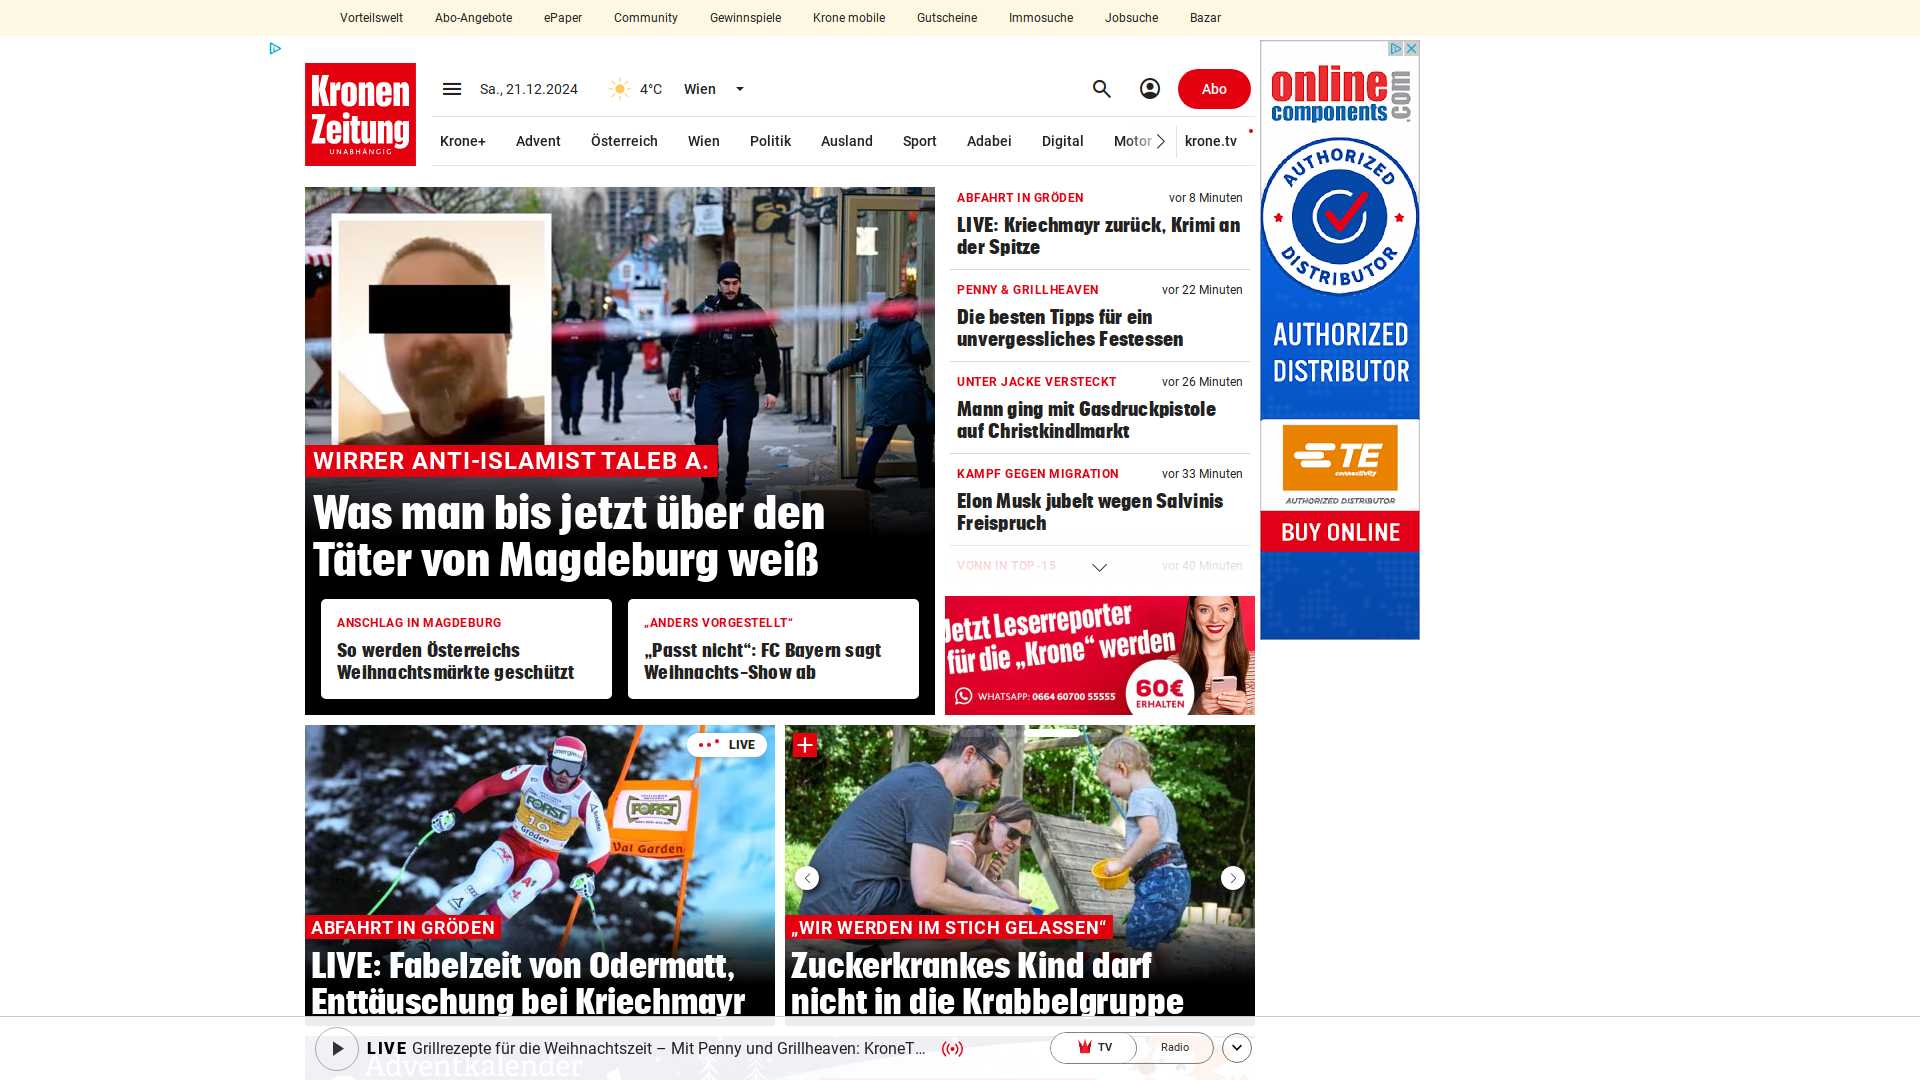 Vorteilswelt Abo-Angebote ePaper Community Gewinnspiele Krone mobile Gutscheine Immosuche Jobsuche Bazar
Kronen
Zeitung
UNABHÄNGIG
Sa., 21.12.2024 4°C Wien
Abo
Krone+ Advent Österreich Wien Politik Ausland Sport Adabei Digital Motor krone.tv
WIRRER ANTI-ISLAMIST TALEB A.
Was man bis jetzt über den
Täter von Magdeburg weiß
ANSCHLAG IN MAGDEBURG
So werden Österreichs
Weihnachtsmärkte geschützt
„ANDERS VORGESTELLT“
„Passt nicht“: FC Bayern sagt
Weihnachts-Show ab
ABFAHRT IN GRÖDEN vor 8 Minuten
LIVE: Kriechmayr zurück, Krimi an
der Spitze
PENNY & GRILLHEAVEN vor 22 Minuten
Die besten Tipps für ein
unvergessliches Festessen
UNTER JACKE VERSTECKT vor 26 Minuten
Mann ging mit Gasdruckpistole
auf Christkindlmarkt
KAMPF GEGEN MIGRATION vor 33 Minuten
Elon Musk jubelt wegen Salvinis
Freispruch
VONN IN TOP-15 vor 40 Minuten
Jetzt Leserreporter
für die „Krone“ werden
WHATSAPP: 0664 60700 55555
60€
ERHALTEN
online
components
.com
AUTHORIZED
DISTRIBUTOR
AUTHORIZED
DISTRIBUTOR
TE
connectivity
AUTHORIZED DISTRIBUTOR
BUY ONLINE
LIVE
FORST
10
Gröden
FORST
Val Gardena
ABFAHRT IN GRÖDEN
LIVE: Fabelzeit von Odermatt,
Enttäuschung bei Kriechmayr
„WIR WERDEN IM STICH GELASSEN“
Zuckerkrankes Kind darf
nicht in die Krabbelgruppe
LIVE Grillrezepte für die Weihnachtszeit – Mit Penny und Grillheaven: KroneT...
TV Radio
Adventkalender